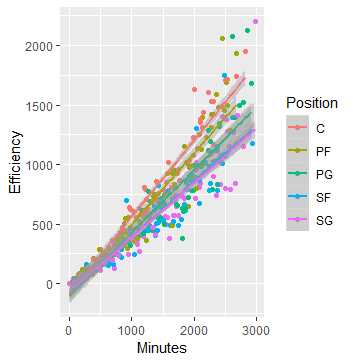 2000
1500
1000
500
0
Efficiency
0
1000
2000
3000
Minutes
Position
C
PF
PG
SF
SG